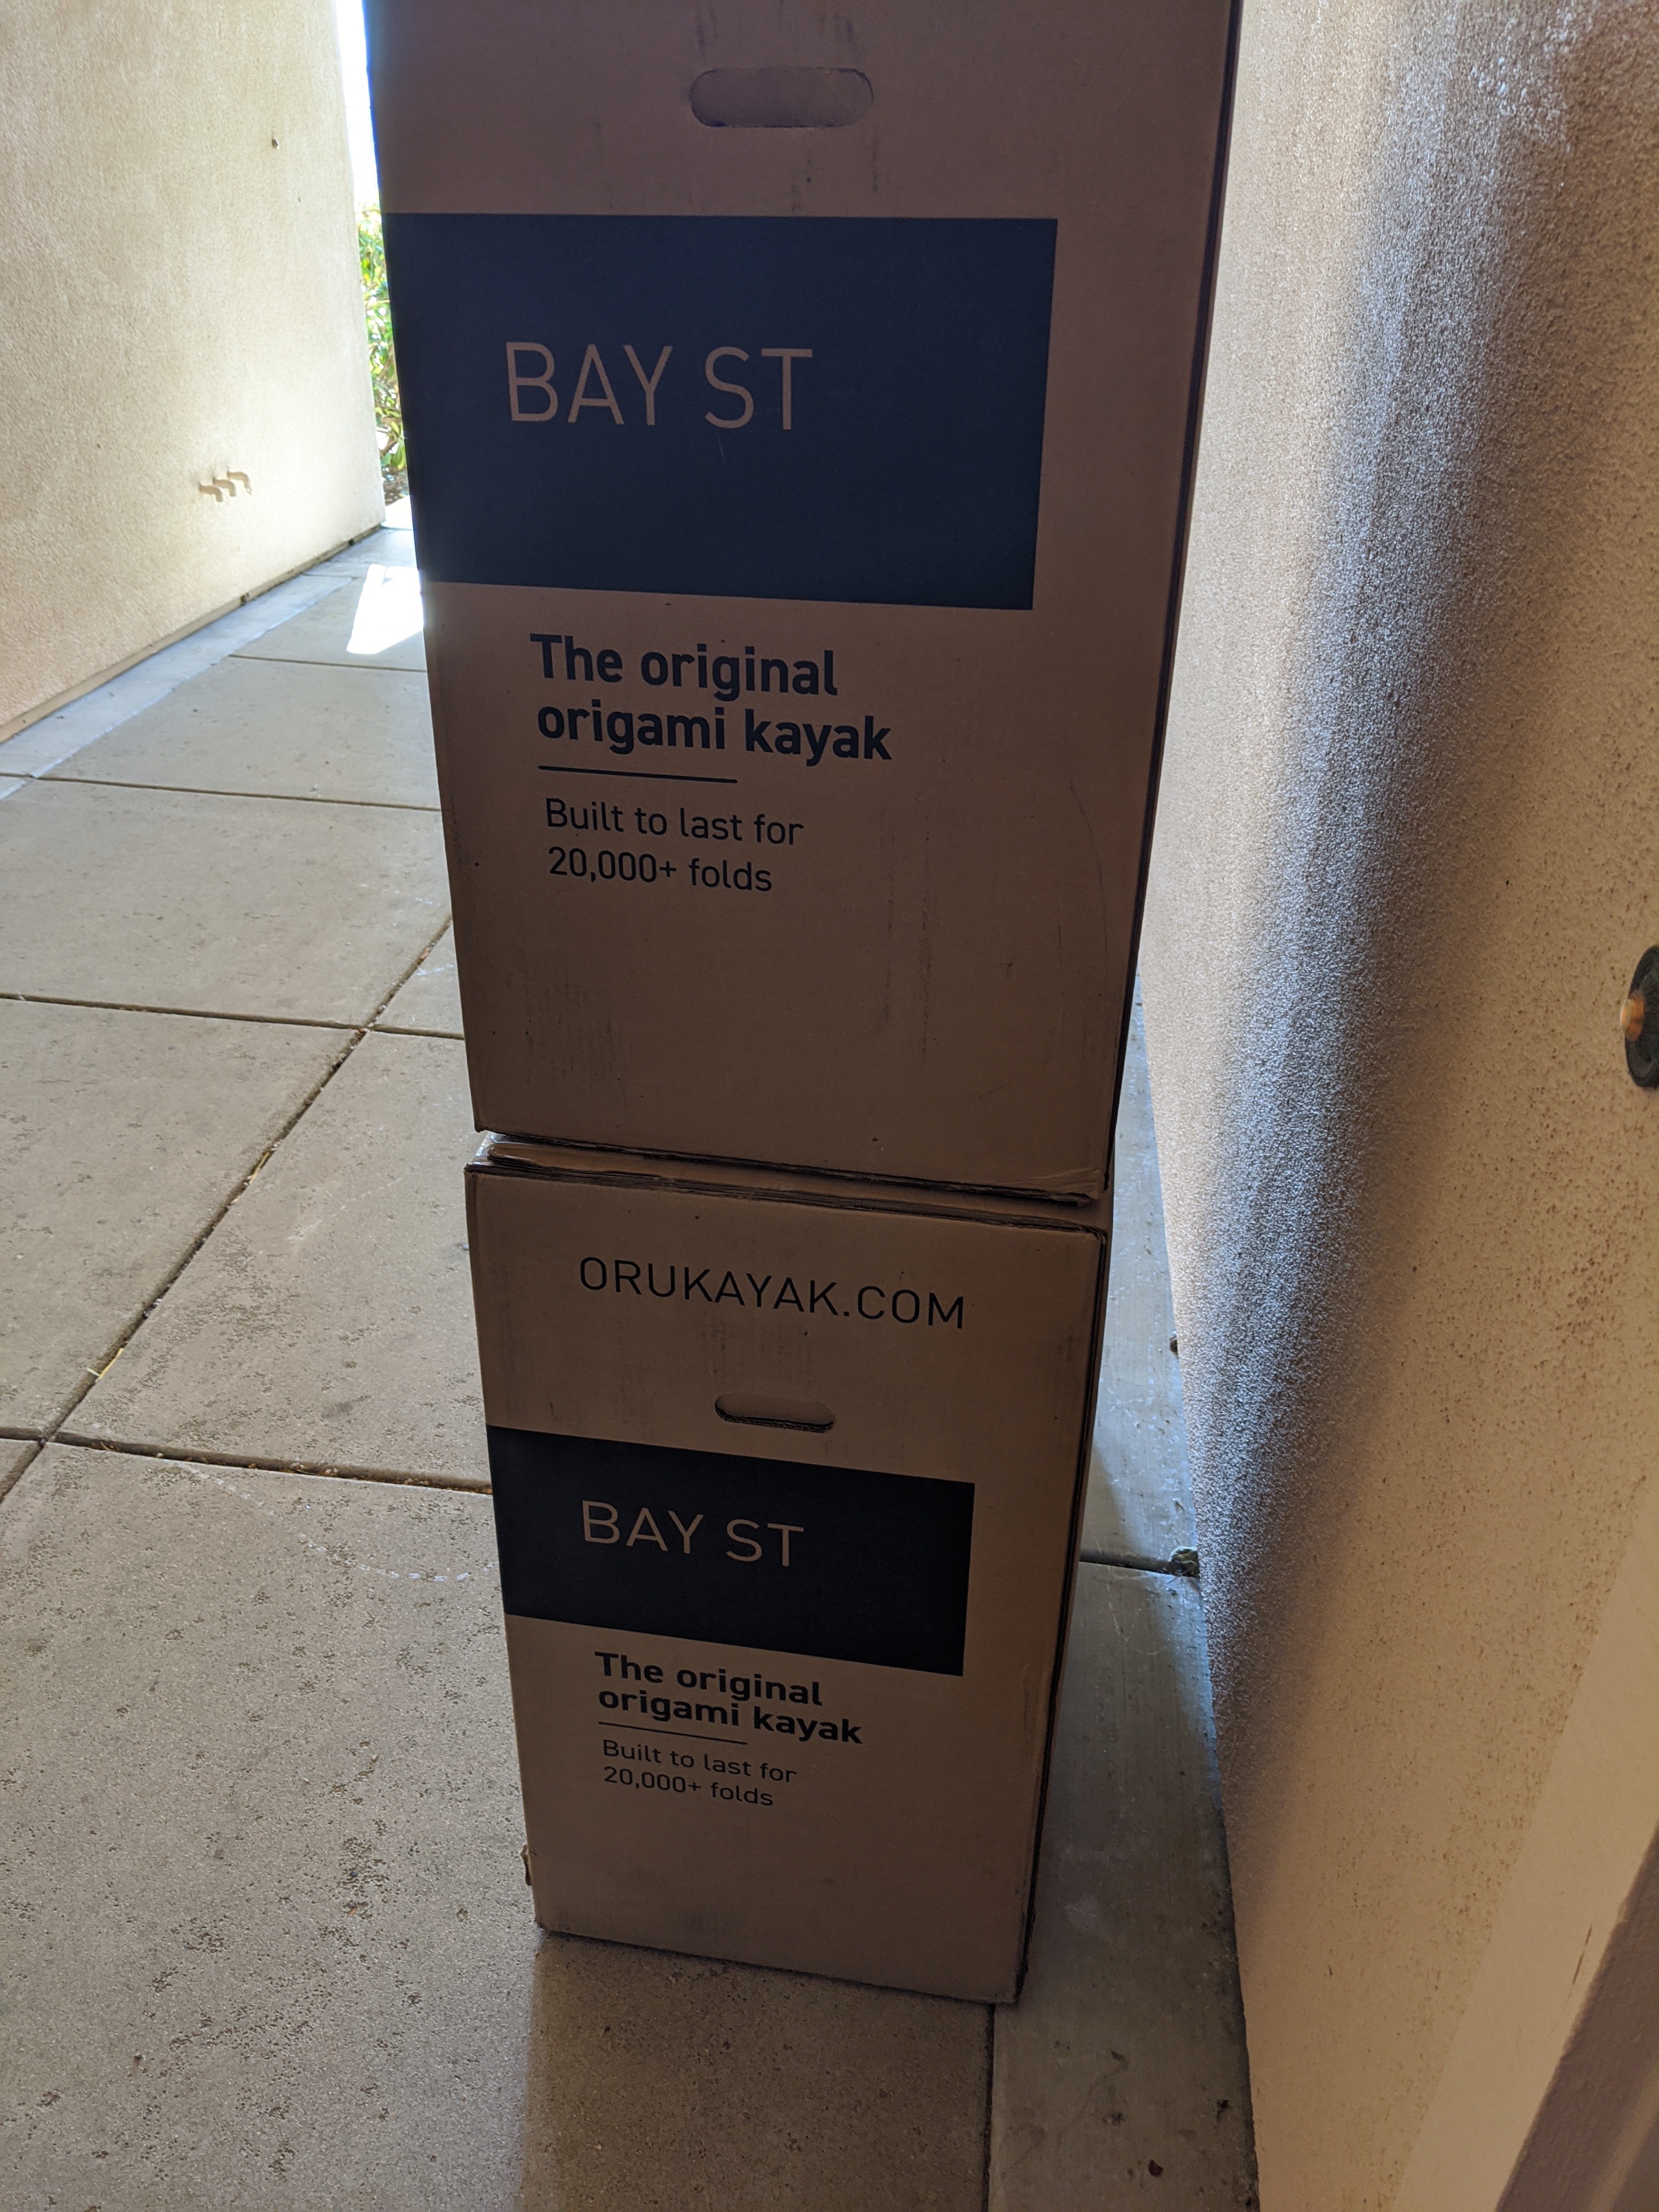 BAY ST
The original
origami kayak
Built to last for
20,000+ folds
ORUKAYAK.COM
BAY ST
The original
origami kayak
Built to last for
20,000+ folds